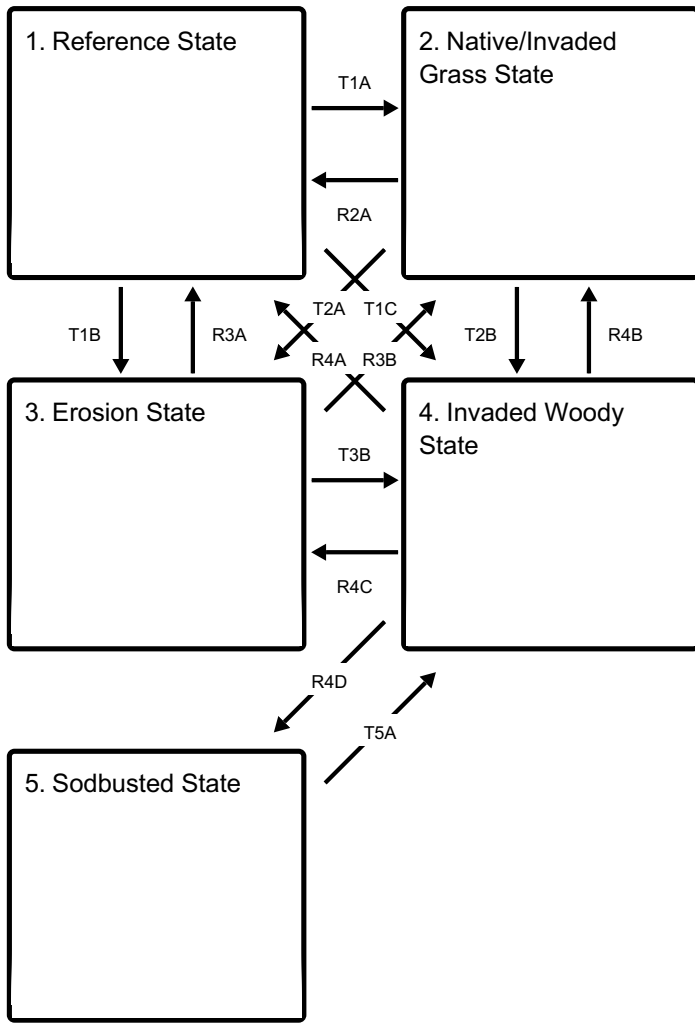 1. Reference State
2. Native/Invaded
Grass State
T1A
R2A
T1B
R3A
T2A
T1C
R4A
R3B
T2B
R4B
3. Erosion State
4. Invaded Woody
State
T3B
R4C
R4D
T5A
5. Sodbusted State